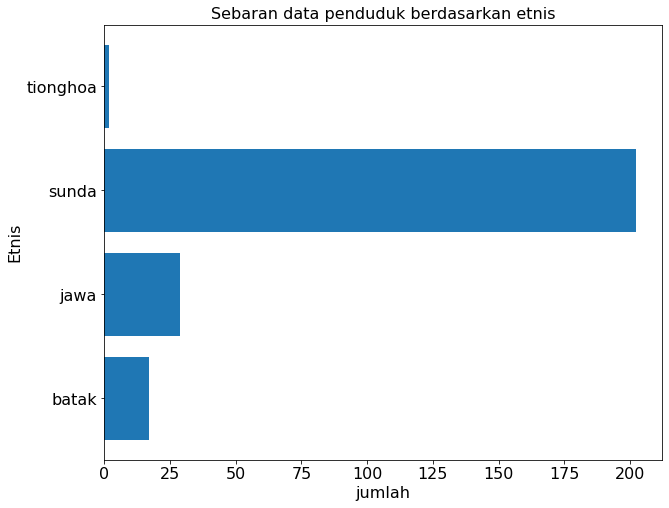 Sebaran data penduduk berdasarkan etnis
tionghoa
sunda
jawa
batak
Etnis
0 25 50 75 100 125 150 175 200
jumlah